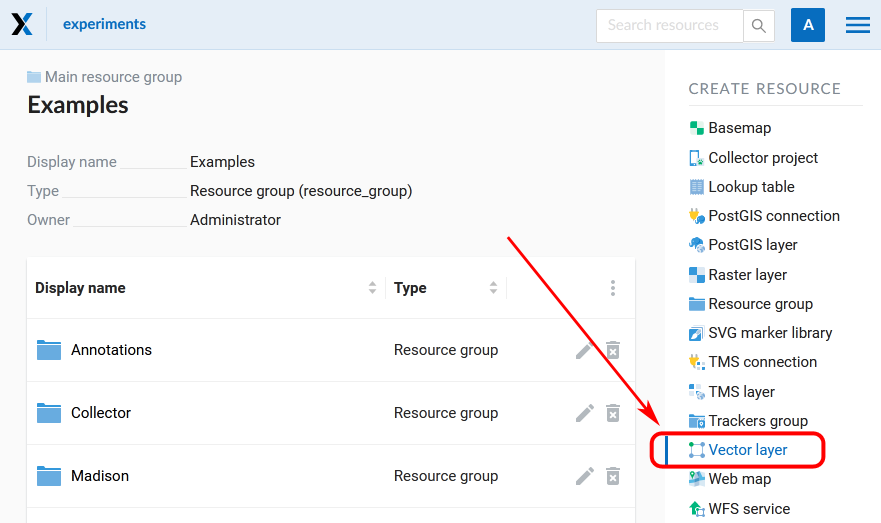 experiments
Search resources
A
Main resource group
Examples
Display name Examples
Type Resource group (resource_group)
Owner Administrator
Display name Type
Annotations Resource group
Collector Resource group
Madison Resource group
CREATE RESOURCE
Basemap
Collector project
Lookup table
PostGIS connection
PostGIS layer
Raster layer
Resource group
SVG marker library
TMS connection
TMS layer
Trackers group
Vector layer
Web map
WFS service